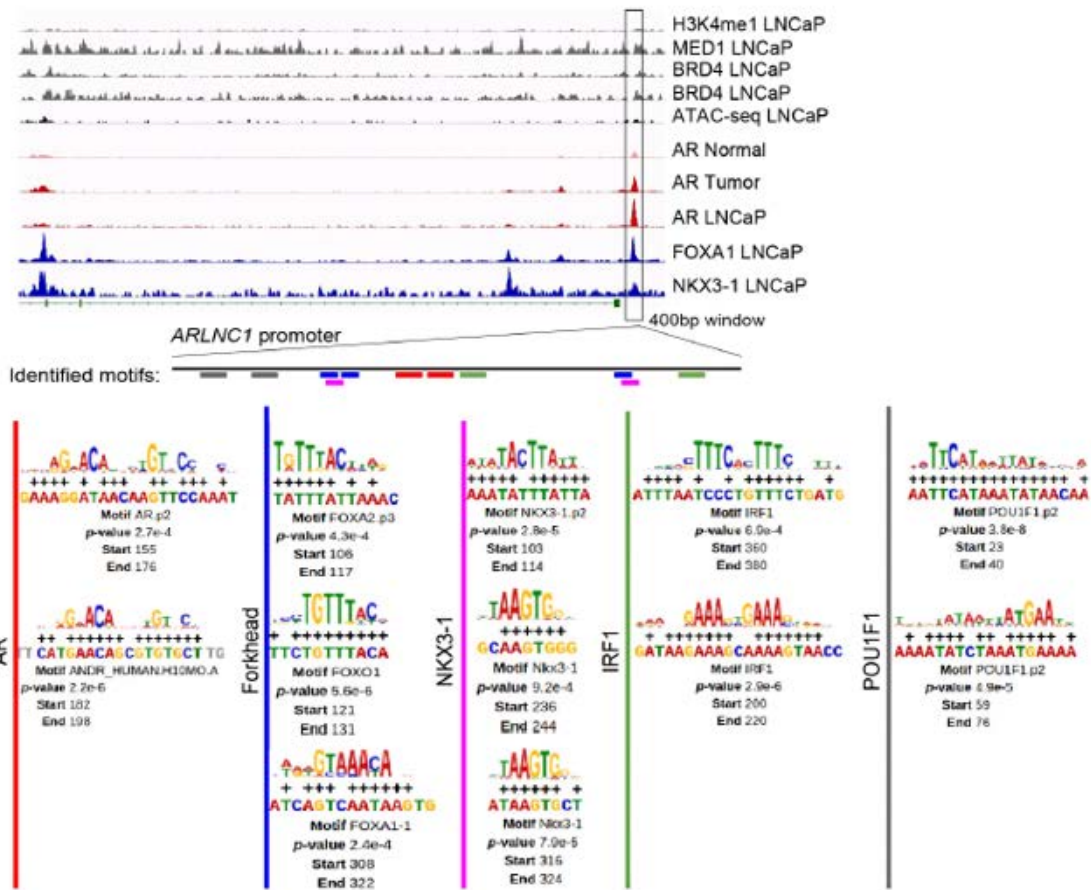 H3K4me1 LNCaP
MED1 LNCaP
BRD4 LNCaP
BRD4 LNCaP
ATAC-seq LNCaP
AR Normal
AR Tumor
AR LNCaP
FOXA1 LNCaP
NKX3-1 LNCaP
400bp window
ARLNC1 promoter
Identified motifs:
AR
GAAAGGATAACAAGTTCCAAAT
Motif AR.p2
p-value 2.7e-4
Start 155
End 176
TTCATGAACAGCGTGTGCTTTG
Motif ANDR_HUMAN.H10MO.A
p-value 2.2e-6
Start 182
End 198
Forkhead
TGTTTAC
TATTTATTAAAC
Motif FOXA2.p3
p-value 4.3e-4
Start 106
End 117
TGTTTAC
TTCTGTTTACA
Motif FOXO1
p-value 5.6e-6
Start 121
End 131
GTAAACA
ATCAGTCAATAAGTG
Motif FOXA1-1
p-value 2.4e-4
Start 308
End 322
NKX3-1
AAATATTTATTA
Motif NKX3-1.p2
p-value 2.8e-5
Start 103
End 114
TAAGTG
GCAAGTGGG
Motif Nkx3-1
p-value 9.2e-4
Start 236
End 244
TAAGTG
ATAAGTGCT
Motif Nkx3-1
p-value 7.9e-5
Start 316
End 324
IRF1
ATTTAATCCCTGTTTCTGATG
Motif IRF1
p-value 6.9e-4
Start 360
End 380
GATAAGAAAGCAAAAGTAACC
Motif IRF1
p-value 2.9e-6
Start 200
End 220
POU1F1
AATTCATAAATATAACAA
Motif POU1F1.p2
p-value 3.8e-8
Start 23
End 40
AAAATATCTAAATGAAAA
Motif POU1F1.p2
p-value 4.9e-5
Start 59
End 76